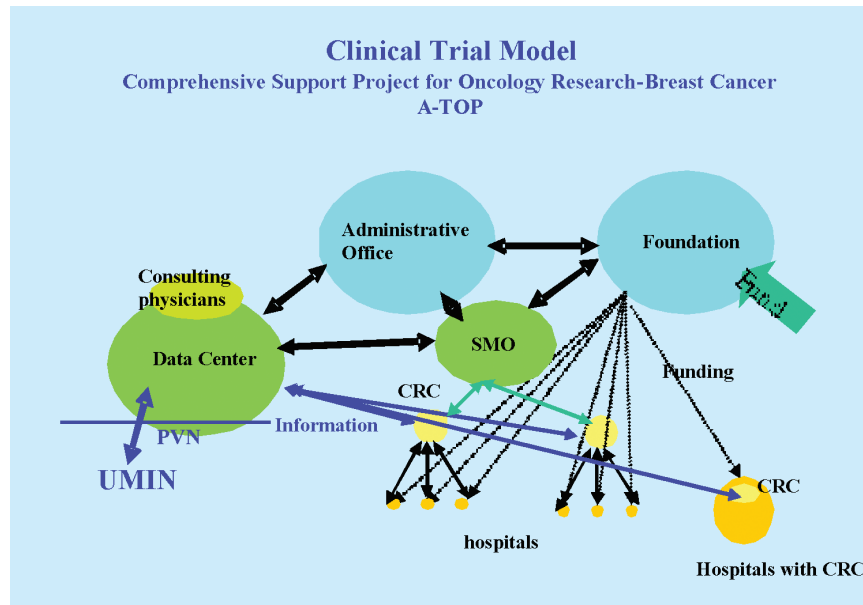 Clinical Trial Model
Comprehensive Support Project for Oncology Research-Breast Cancer
A-TOP
Administrative
Office
Foundation
Consulting
physicians
Fund
Data Center
SMO
Funding
CRC
PVN
Information
UMIN
CRC
hospitals
Hospitals with CRC